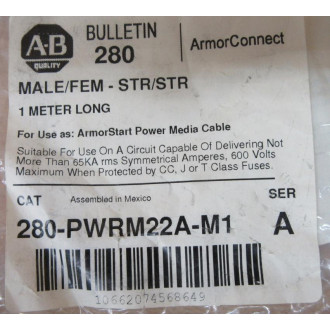 A-B
QUALITY
BULLETIN
280
ArmorConnect
MALE/FEM - STR/STR
1 METER LONG
For Use as: ArmorStart Power Media Cable
Suitable For Use On A Circuit Capable Of Delivering Not
More Than 65KA rms Symmetrical Amperes, 600 Volts
Maximum When Protected by CC, J or T Class Fuses.
CAT
Assembled in Mexico
SER
280-PWRM22A-M1
A
10662074568649